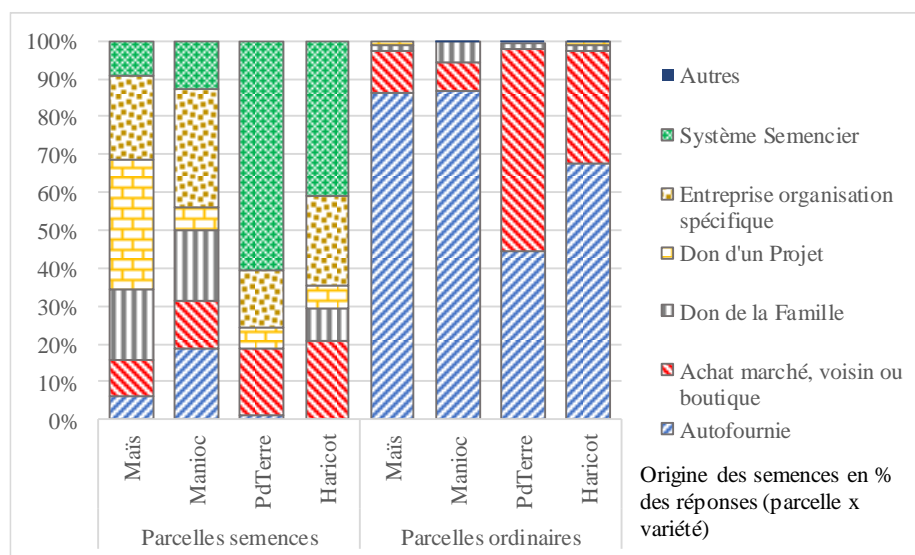 100%
90%
80%
70%
60%
50%
40%
30%
20%
10%
0%
Maïs
Manioc
PdTerre
Haricot
Maïs
Manioc
PdTerre
Haricot
Parcelles semences
Parcelles ordinaires
Autres
Système Semencier
Entreprise organisation
spécifique
Don d'un Projet
Don de la Famille
Achat marché, voisin ou
boutique
Autofournie
Origine des semences en %
des réponses (parcelle x
variété)